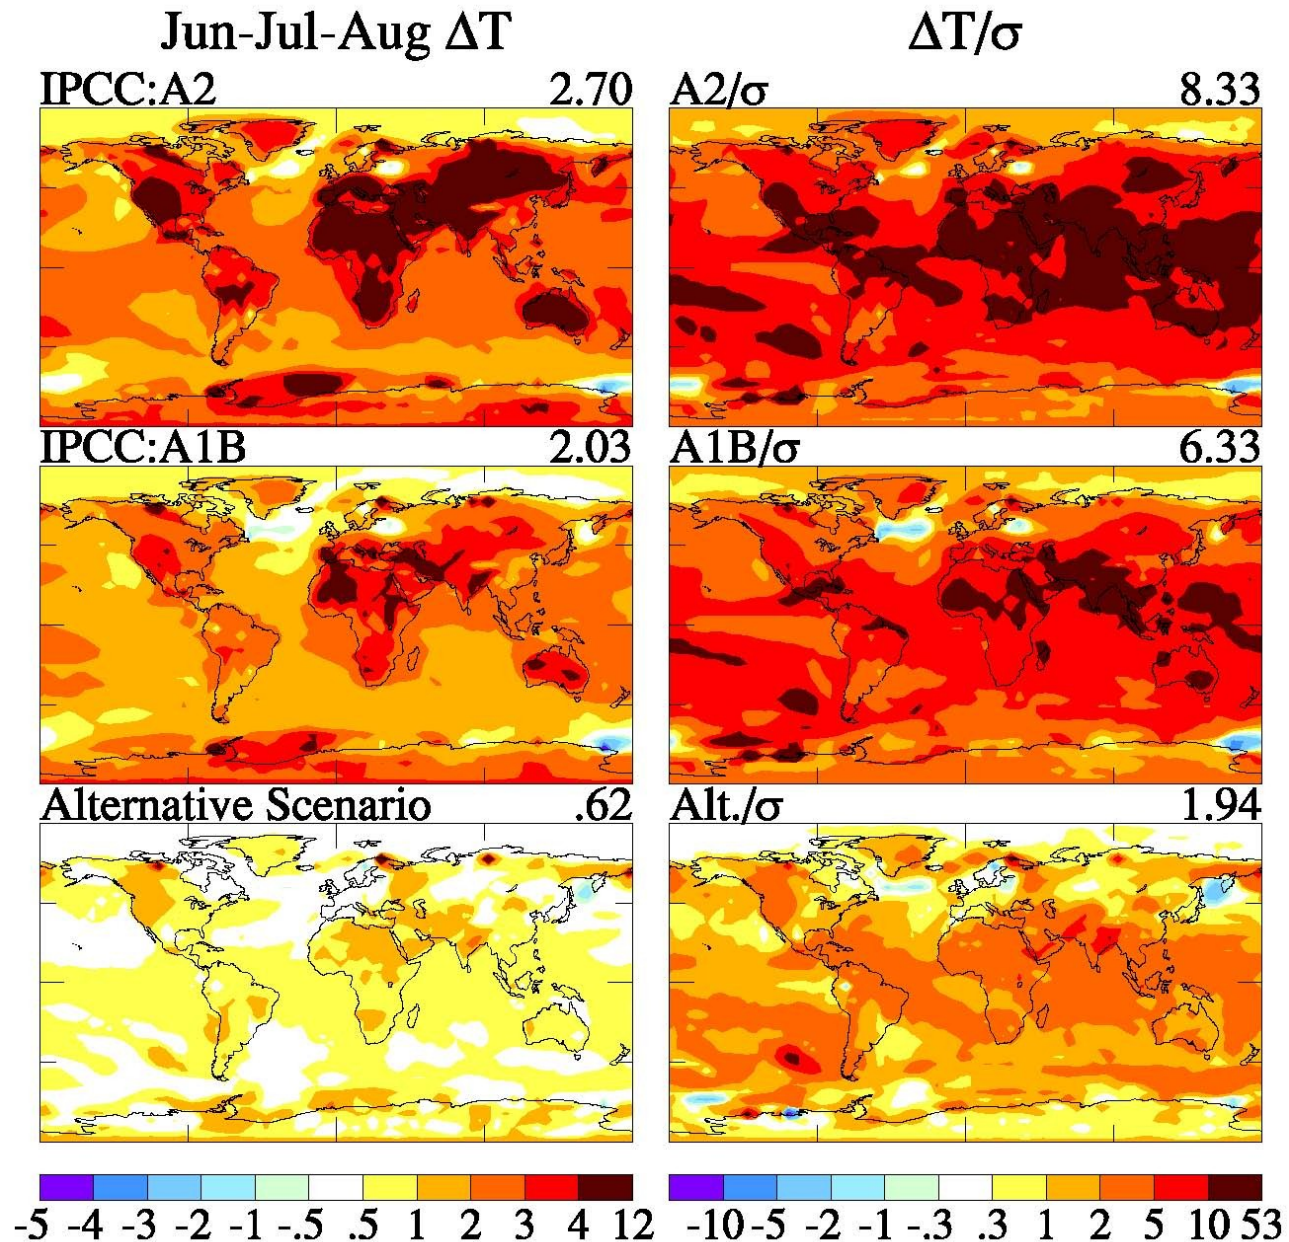 Jun-Jul-Aug ΔT ΔT/σ
IPCC:A2 2.70 A2/σ 8.33
IPCC:A1B 2.03 A1B/σ 6.33
Alternative Scenario .62 Alt./σ 1.94
-5 -4 -3 -2 -1 -.5 .5 1 2 3 4 12 -10 -5 -2 -1 -.3 .3 1 2 5 10 53